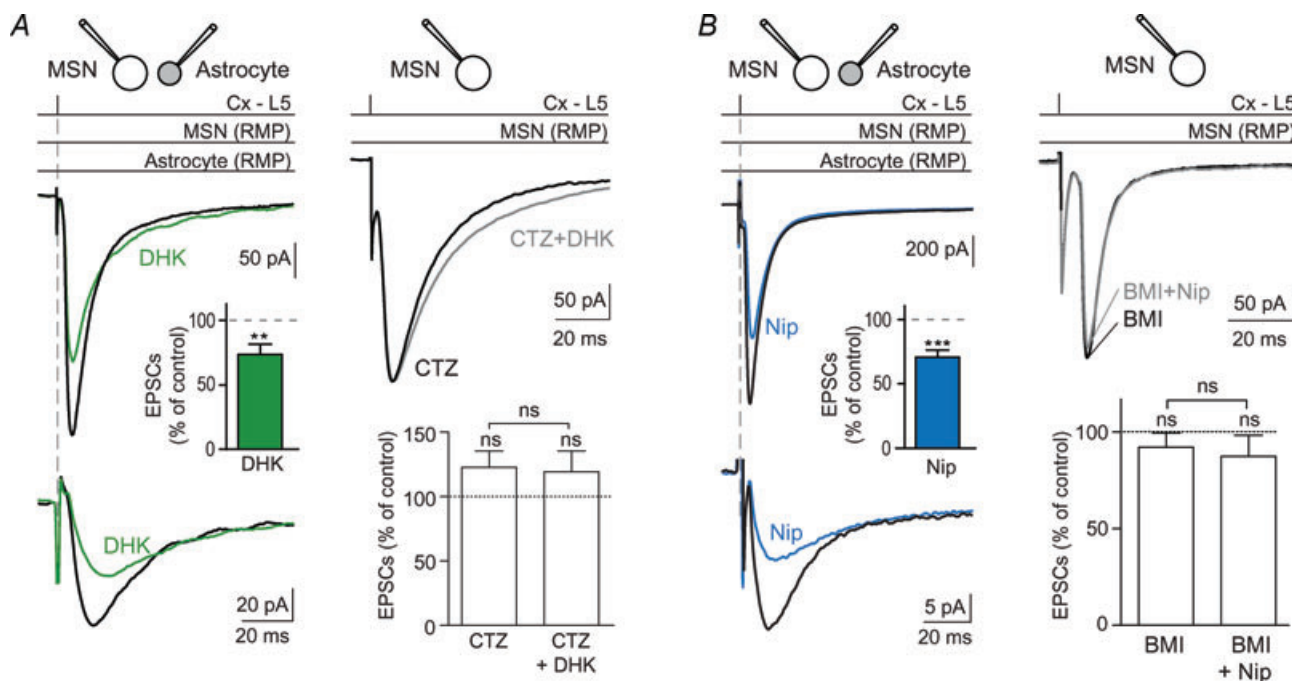 A
MSN
Astrocyte
Cx - L5
MSN (RMP)
Astrocyte (RMP)
DHK
50 pA
EPSCs
(% of control)
100
50
0
**
DHK
DHK
20 pA
20 ms
MSN
Cx - L5
MSN (RMP)
CTZ+DHK
CTZ
50 pA
20 ms
EPSCs (% of control)
150
100
50
0
ns
ns
ns
CTZ
CTZ
+ DHK
B
MSN
Astrocyte
Cx - L5
MSN (RMP)
Astrocyte (RMP)
Nip
200 pA
EPSCs
(% of control)
100
50
0
***
Nip
Nip
5 pA
20 ms
MSN
Cx - L5
MSN (RMP)
BMI+Nip
BMI
50 pA
20 ms
EPSCs (% of control)
100
50
0
ns
ns
ns
BMI
BMI
+ Nip